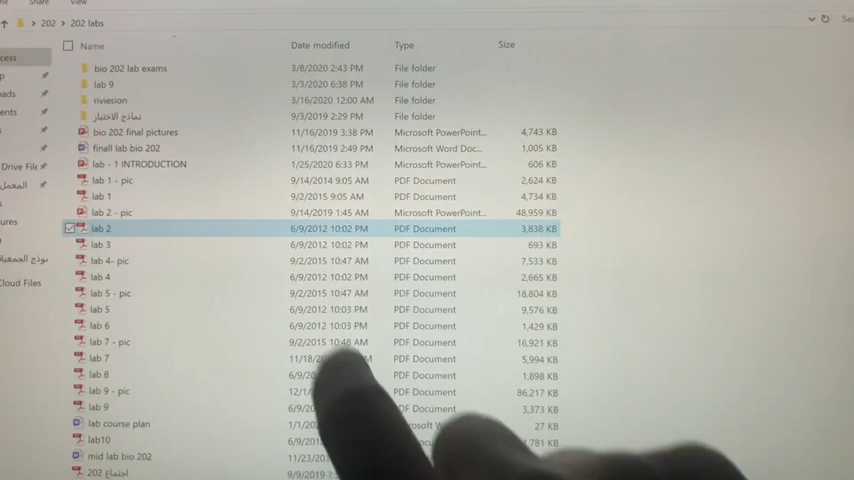 Share View
202 202 labs
Name Date modified Type Size
bio 202 lab exams 3/8/2020 2:43 PM File folder
lab 9 3/3/2020 6:38 PM File folder
riviesion 3/16/2020 12:00 AM File folder
نماذج الاختبار 9/3/2019 2:29 PM File folder
bio 202 final pictures 11/16/2019 3:38 PM Microsoft PowerPoint... 4,743 KB
finall lab bio 202 11/16/2019 2:49 PM Microsoft Word Doc... 1,005 KB
Drive File lab - 1 INTRODUCTION 1/25/2020 6:33 PM Microsoft PowerPoint... 606 KB
المعمل lab 1 - pic 9/14/2014 9:05 AM PDF Document 2,624 KB
lab 1 9/2/2015 9:05 AM PDF Document 4,734 KB
lab 2 - pic 9/14/2019 1:45 AM Microsoft PowerPoint... 48,959 KB
lab 2 6/9/2012 10:02 PM PDF Document 3,838 KB
lab 3 6/9/2012 10:02 PM PDF Document 693 KB
lab 4- pic 9/2/2015 10:47 AM PDF Document 7,533 KB
lab 4 6/9/2012 10:02 PM PDF Document 2,665 KB
Cloud Files
lab 5 - pic 9/2/2015 10:47 AM PDF Document 18,804 KB
lab 5 6/9/2012 10:03 PM PDF Document 9,576 KB
lab 6 6/9/2012 10:03 PM PDF Document 1,429 KB
lab 7 - pic 9/2/2015 10:48 AM PDF Document 16,921 KB
lab 7 PDF Document 5,994 KB
lab 8 PDF Document 1,898 KB
lab 9 - pic PDF Document 86,217 KB
lab 9 PDF Document 3,373 KB
lab course plan 27 KB
lab10
mid lab bio 202
اجتماع 202